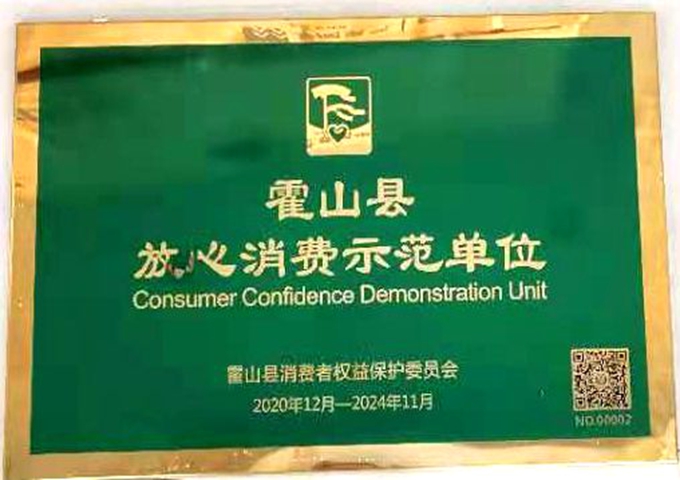 霍山县
放心消费示范单位
Consumer Confidence Demonstration Unit
霍山县消费者权益保护委员会
2020年12月—2024年11月
NO.00002